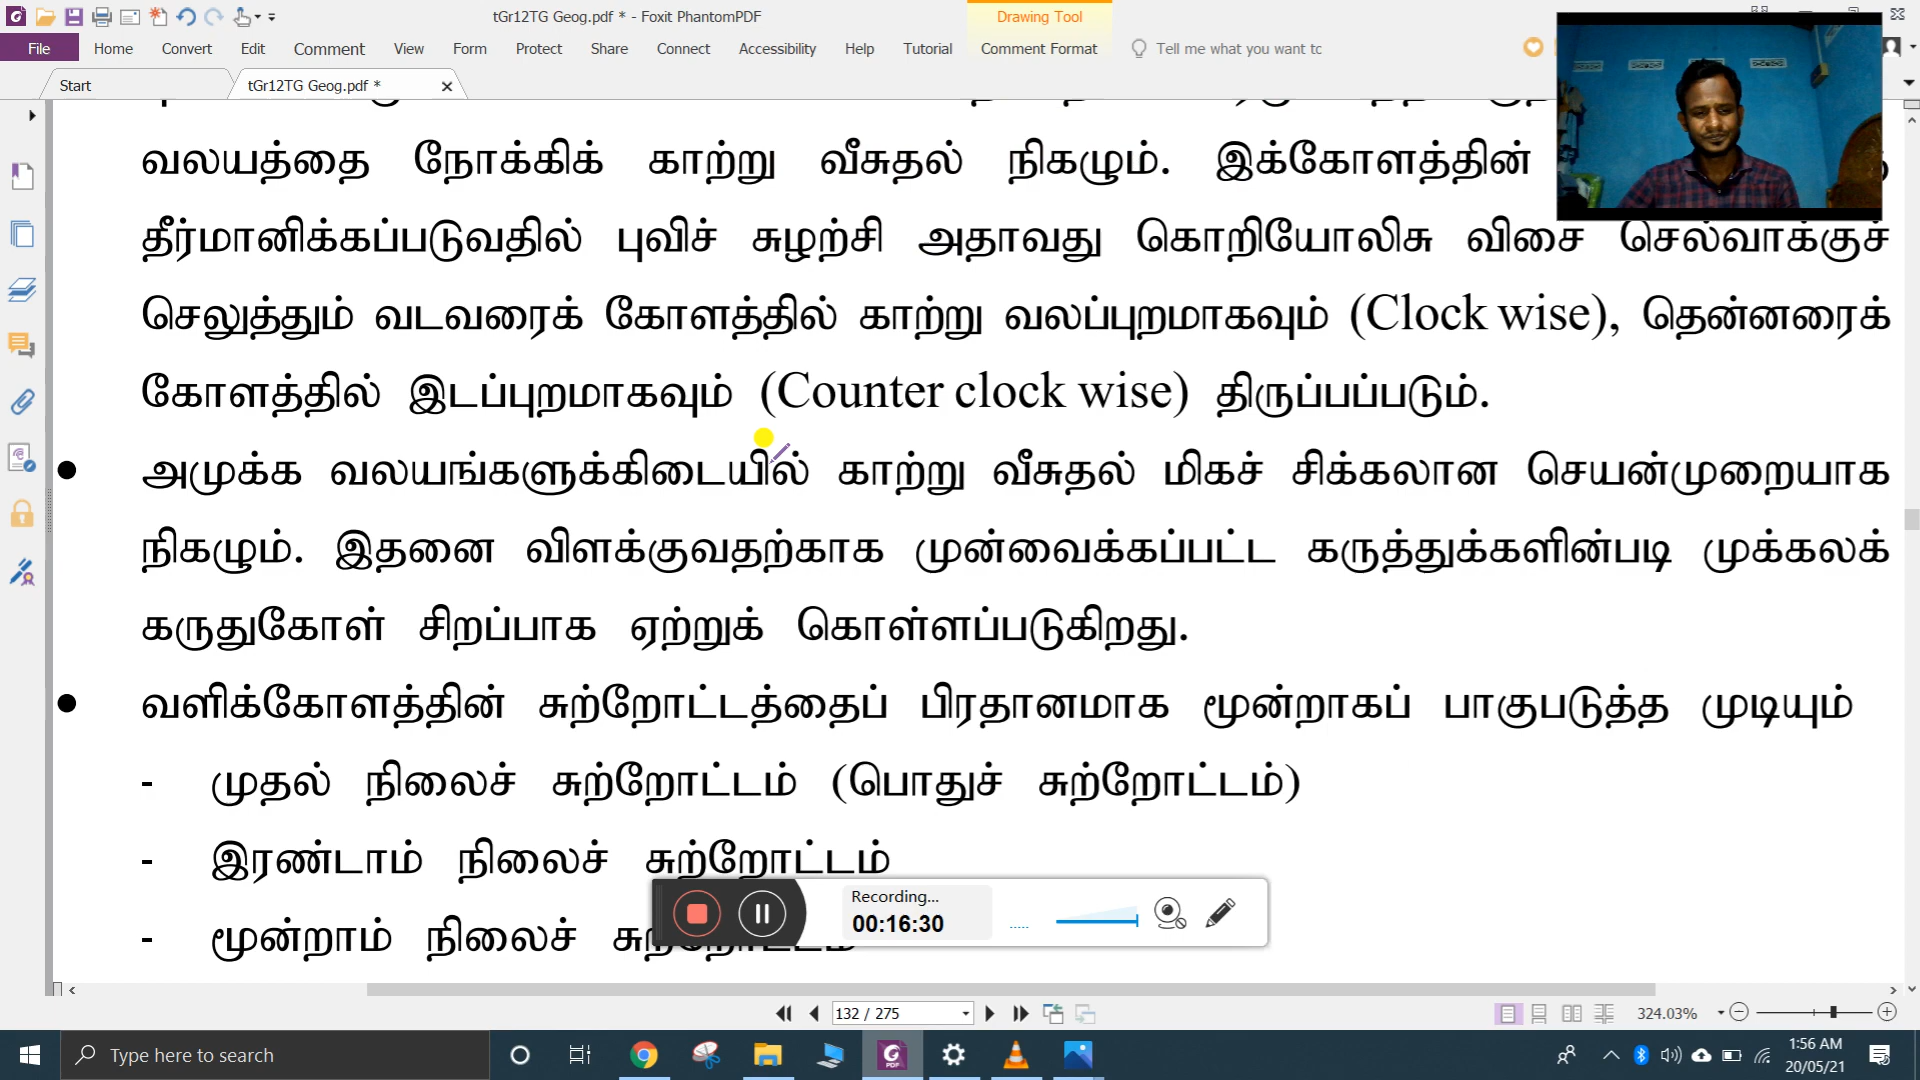 tGr12TG Geog.pdf * - Foxit PhantomPDF
Drawing Tool
File Home Convert Edit Comment View Form Protect Share Connect Accessibility Help Tutorial Comment Format Tell me what you want tc
Start tGr12TG Geog.pdf *
வலயத்தை நோக்கிக் காற்று வீசுதல் நிகழும். இக்கோளத்தின்
தீர்மானிக்கப்படுவதில் புவிச் சுழற்சி அதாவது கொறியோலிசு விசை செல்வாக்குச்
செலுத்தும் வடவரைக் கோளத்தில் காற்று வலப்புறமாகவும் (Clock wise), தென்னரைக்
கோளத்தில் இடப்புறமாகவும் (Counter clock wise) திருப்பப்படும்.
● அமுக்க வலயங்களுக்கிடையில் காற்று வீசுதல் மிகச் சிக்கலான செயன்முறையாக
நிகழும். இதனை விளக்குவதற்காக முன்வைக்கப்பட்ட கருத்துக்களின்படி முக்கலக்
கருதுகோள் சிறப்பாக ஏற்றுக் கொள்ளப்படுகிறது.
● வளிக்கோளத்தின் சுற்றோட்டத்தைப் பிரதானமாக மூன்றாகப் பாகுபடுத்த முடியும்
- முதல் நிலைச் சுற்றோட்டம் (பொதுச் சுற்றோட்டம்)
- இரண்டாம் நிலைச் சுற்றோட்டம்
- மூன்றாம் நிலைச் சுற்றோட்டம்
Recording...
00:16:30
132 / 275
324.03%
Type here to search
1:56 AM
20/05/21